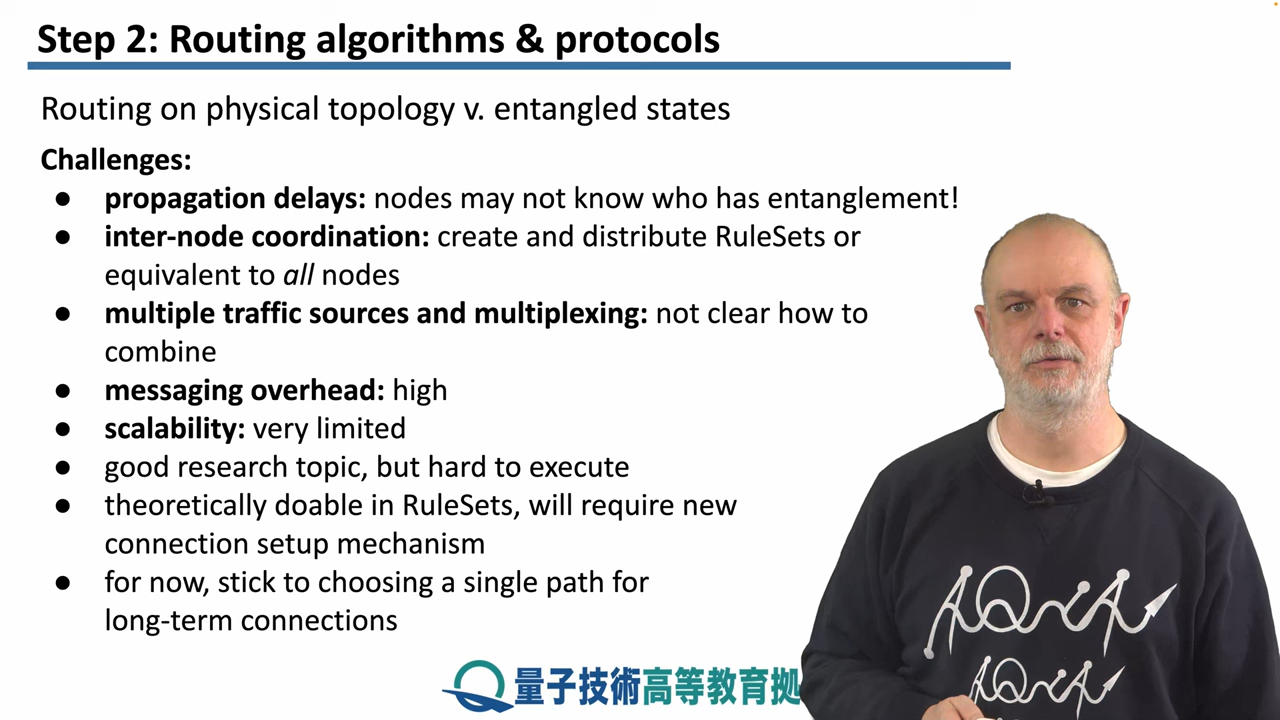 Step 2: Routing algorithms & protocols
Routing on physical topology v. entangled states
Challenges:
● propagation delays: nodes may not know who has entanglement!
● inter-node coordination: create and distribute RuleSets or
equivalent to all nodes
● multiple traffic sources and multiplexing: not clear how to
combine
● messaging overhead: high
● scalability: very limited
● good research topic, but hard to execute
● theoretically doable in RuleSets, will require new
connection setup mechanism
● for now, stick to choosing a single path for
long-term connections
量子技術高等教育拠